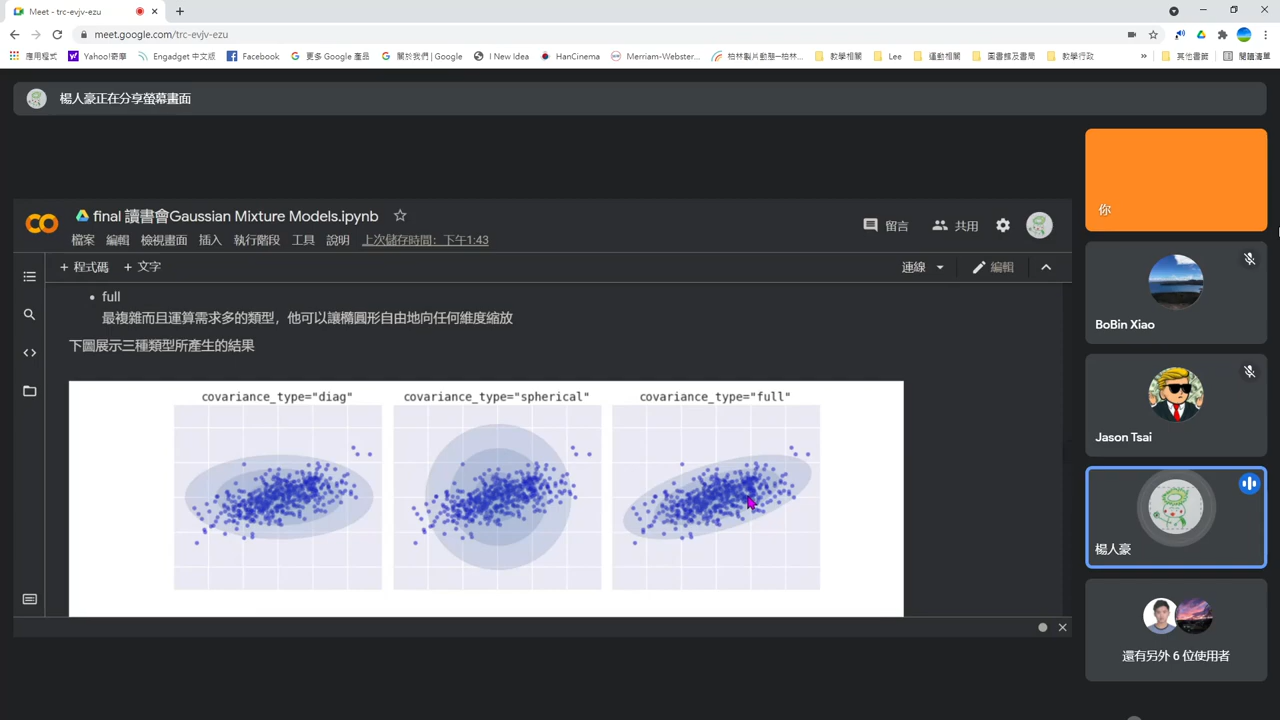 Meet - trc-evjv-ezu
meet.google.com/trc-evjv-ezu
應用程式 Yahoo!奇摩 Engadget 中文版 Facebook 更多 Google 產品 關於我們 | Google I New Idea HanCinema Merriam-Webster... 柏林製片動態─柏林... 教學相關 Lee 運動相關 圖書館及書局 教學行政 » 其他書籤 閱讀清單
楊人豪正在分享螢幕畫面
final 讀書會Gaussian Mixture Models.ipynb
留言 共用
檔案 編輯 檢視畫面 插入 執行階段 工具 說明 上次儲存時間：下午1:43
+ 程式碼 + 文字 連線 編輯
• full
最複雜而且運算需求多的類型，他可以讓橢圓形自由地向任何維度縮放
下圖展示三種類型所產生的結果
covariance_type="diag" covariance_type="spherical" covariance_type="full"
你
BoBin Xiao
Jason Tsai
楊人豪
還有另外 6 位使用者